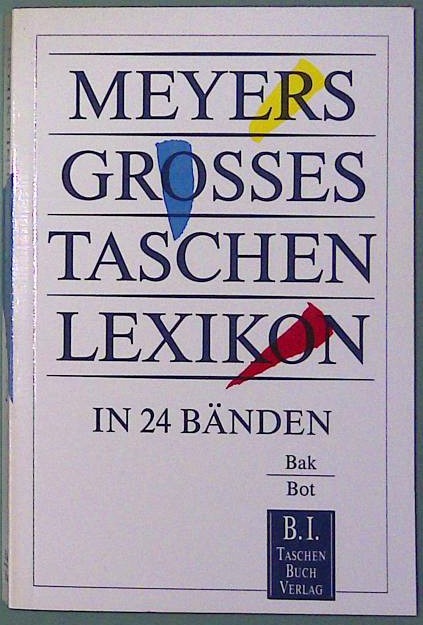 MEYERS
GROSSES
TASCHEN
LEXIKON
IN 24 BÄNDEN
Bak
Bot
B.I.
TASCHEN
BUCH
VERLAG